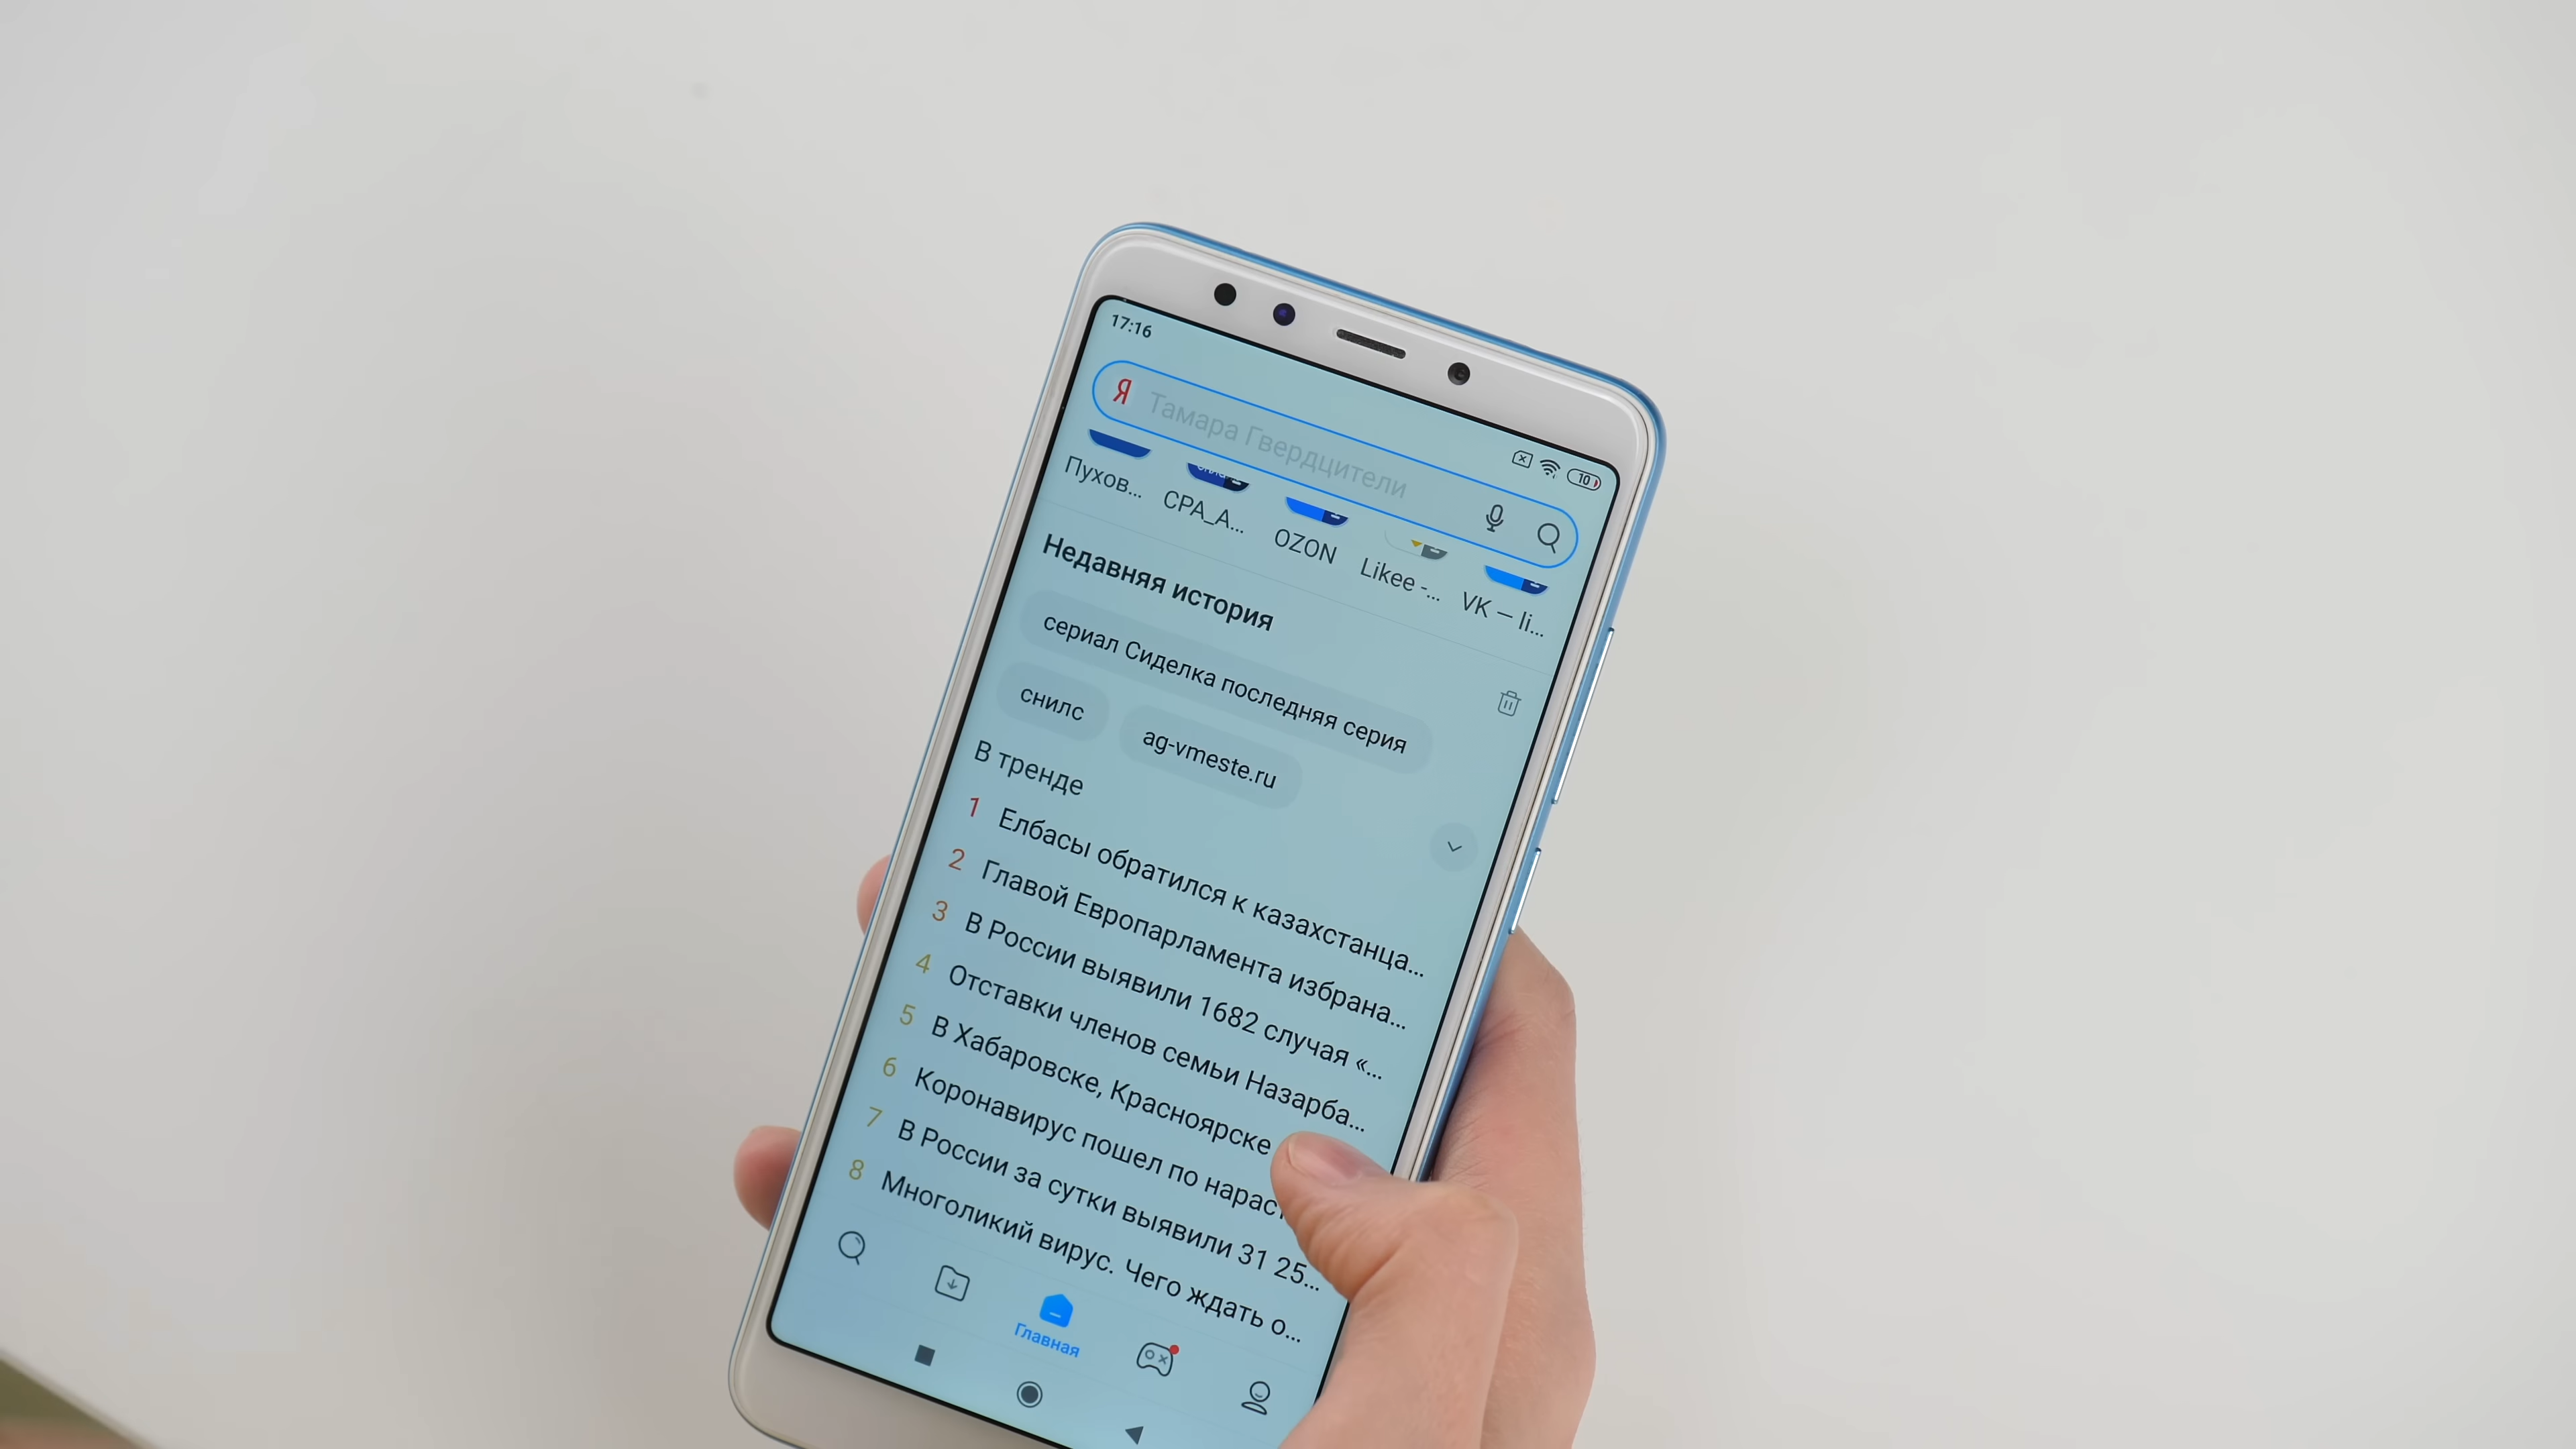 17:16
10
Я Тамара Гвердцители
Пухов...
CPA_A...
OZON
Likee -...
VK – li...
Недавняя история
сериал Сиделка последняя серия
снилс
ag-vmeste.ru
В тренде
1 Елбасы обратился к казахстанца...
2 Главой Европарламента избрана...
3 В России выявили 1682 случая «...
4 Отставки членов семьи Назарба...
5 В Хабаровске, Красноярске
6 Коронавирус пошел по нараст
7 В России за сутки выявили 31 25...
8 Многоликий вирус. Чего ждать о...
Главная